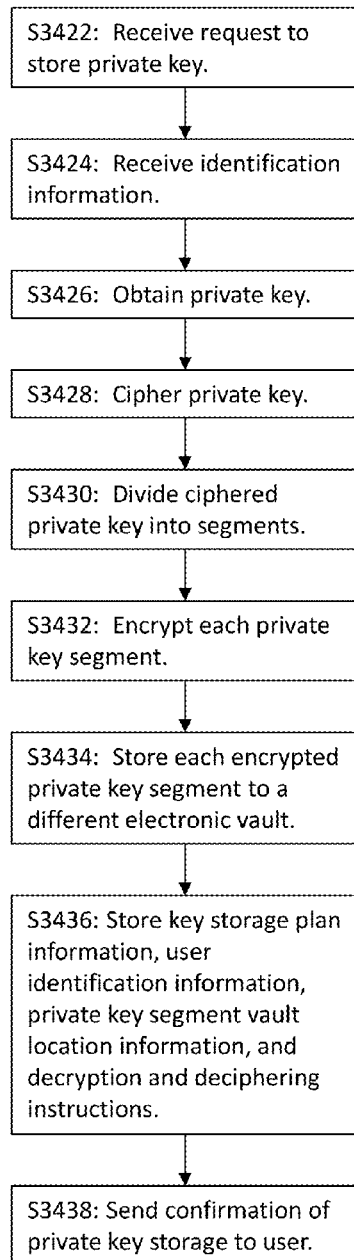 S3422: Receive request to
store private key.
S3424: Receive identification
information.
S3426: Obtain private key.
S3428: Cipher private key.
S3430: Divide ciphered
private key into segments.
S3432: Encrypt each private
key segment.
S3434: Store each encrypted
private key segment to a
different electronic vault.
S3436: Store key storage plan
information, user
identification information,
private key segment vault
location information, and
decryption and deciphering
instructions.
S3438: Send confirmation of
private key storage to user.